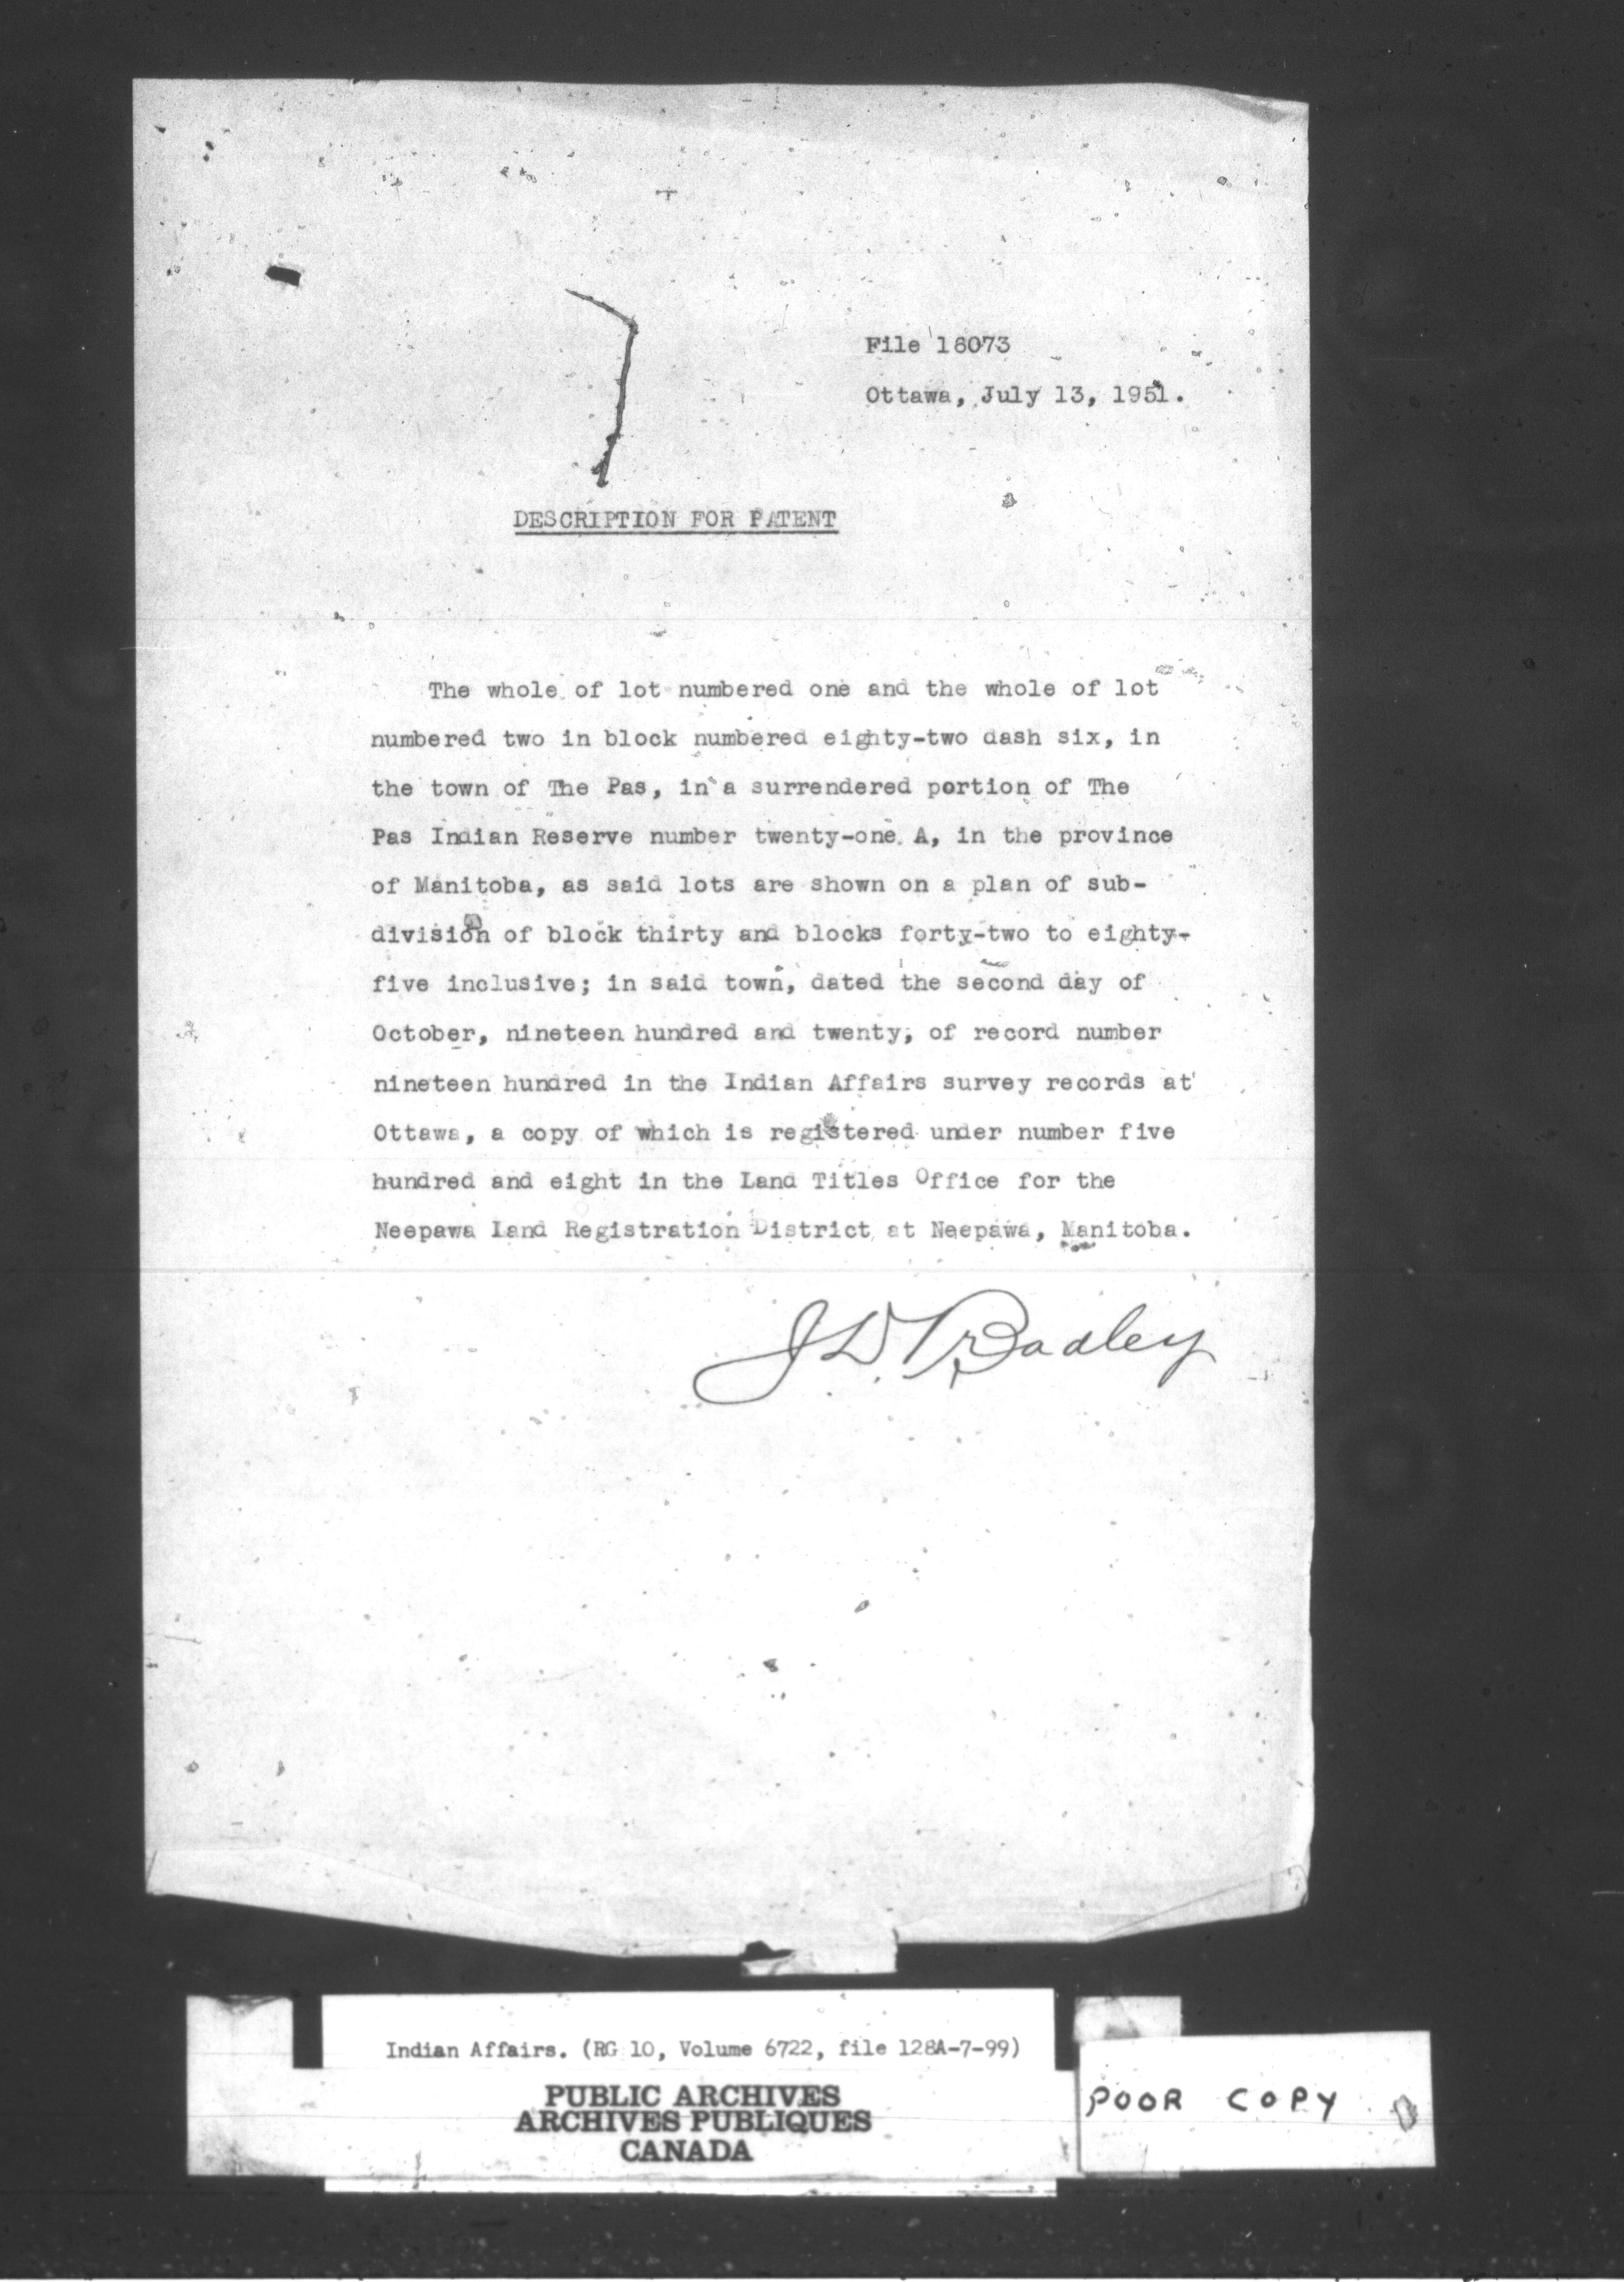 File 18073
Ottawa, July 13, 1951.
DESCRIPTION FOR PATENT
The whole of lot numbered one and the whole of lot
numbered two in block numbered eighty-two dash six, in
the town of The Pas, in a surrendered portion of The
Pas Indian Reserve number twenty-one A, in the province
of Manitoba, as said lots are shown on a plan of sub-
division of block thirty and blocks forty-two to eighty-
five inclusive; in said town, dated the second day of
October, nineteen hundred and twenty, of record number
nineteen hundred in the Indian Affairs survey records at
Ottawa, a copy of which is registered under number five
hundred and eight in the Land Titles Office for the
Neepawa Land Registration District at Neepawa, Manitoba.
J.D. Bradley
Indian Affairs. (RG 10, Volume 6722, file 128A-7-99)
PUBLIC ARCHIVES
ARCHIVES PUBLIQUES
CANADA
POOR COPY